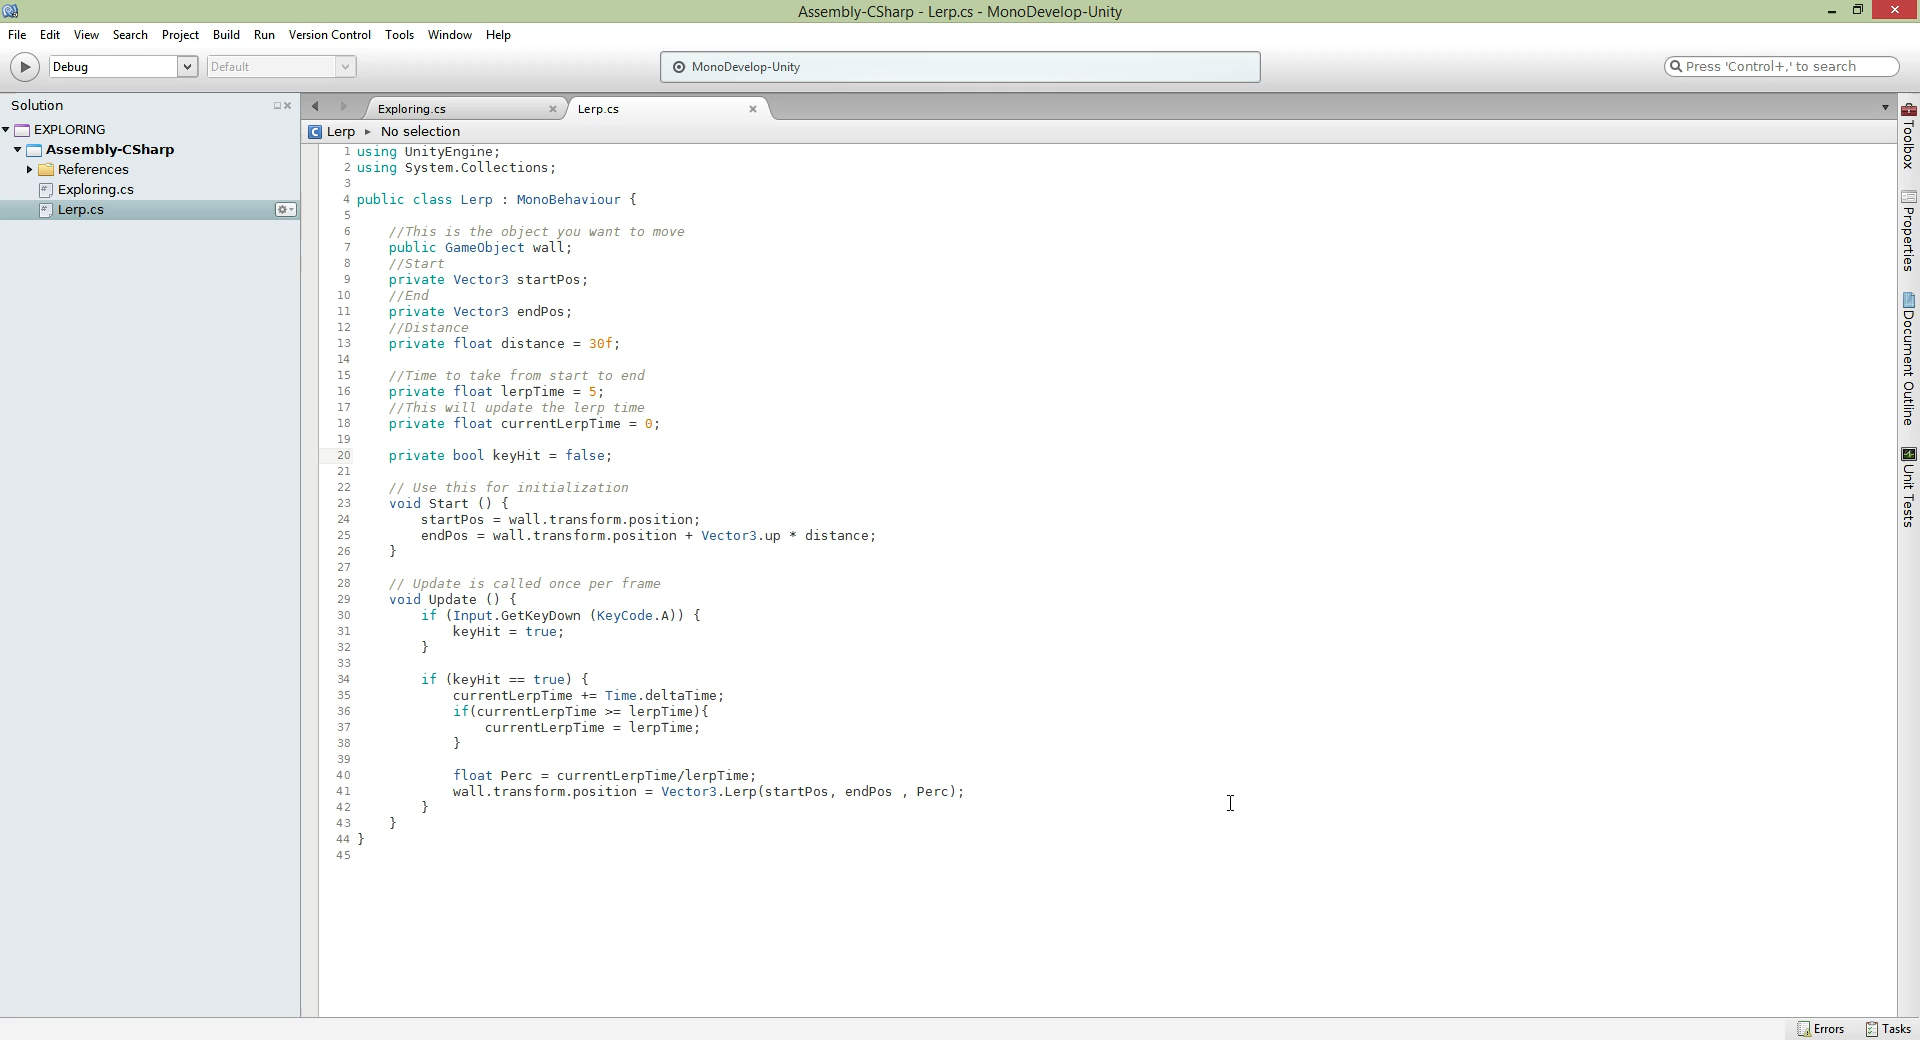 Assembly-CSharp - Lerp.cs - MonoDevelop-Unity
File Edit View Search Project Build Run Version Control Tools Window Help
Debug Default MonoDevelop-Unity Press 'Control+,' to search
Solution
EXPLORING
Assembly-CSharp
References
Exploring.cs
Lerp.cs
Exploring.cs Lerp.cs
Lerp No selection
1 using UnityEngine;
2 using System.Collections;
3
4 public class Lerp : MonoBehaviour {
5
6 //This is the object you want to move
7 public GameObject wall;
8 //Start
9 private Vector3 startPos;
10 //End
11 private Vector3 endPos;
12 //Distance
13 private float distance = 30f;
14
15 //Time to take from start to end
16 private float lerpTime = 5;
17 //This will update the lerp time
18 private float currentLerpTime = 0;
19
20 private bool keyHit = false;
21
22 // Use this for initialization
23 void Start () {
24 startPos = wall.transform.position;
25 endPos = wall.transform.position + Vector3.up * distance;
26 }
27
28 // Update is called once per frame
29 void Update () {
30 if (Input.GetKeyDown (KeyCode.A)) {
31 keyHit = true;
32 }
33
34 if (keyHit == true) {
35 currentLerpTime += Time.deltaTime;
36 if(currentLerpTime >= lerpTime){
37 currentLerpTime = lerpTime;
38 }
39
40 float Perc = currentLerpTime/lerpTime;
41 wall.transform.position = Vector3.Lerp(startPos, endPos , Perc);
42 }
43 }
44 }
45
Toolbox
Properties
Document Outline
Unit Tests
Errors Tasks